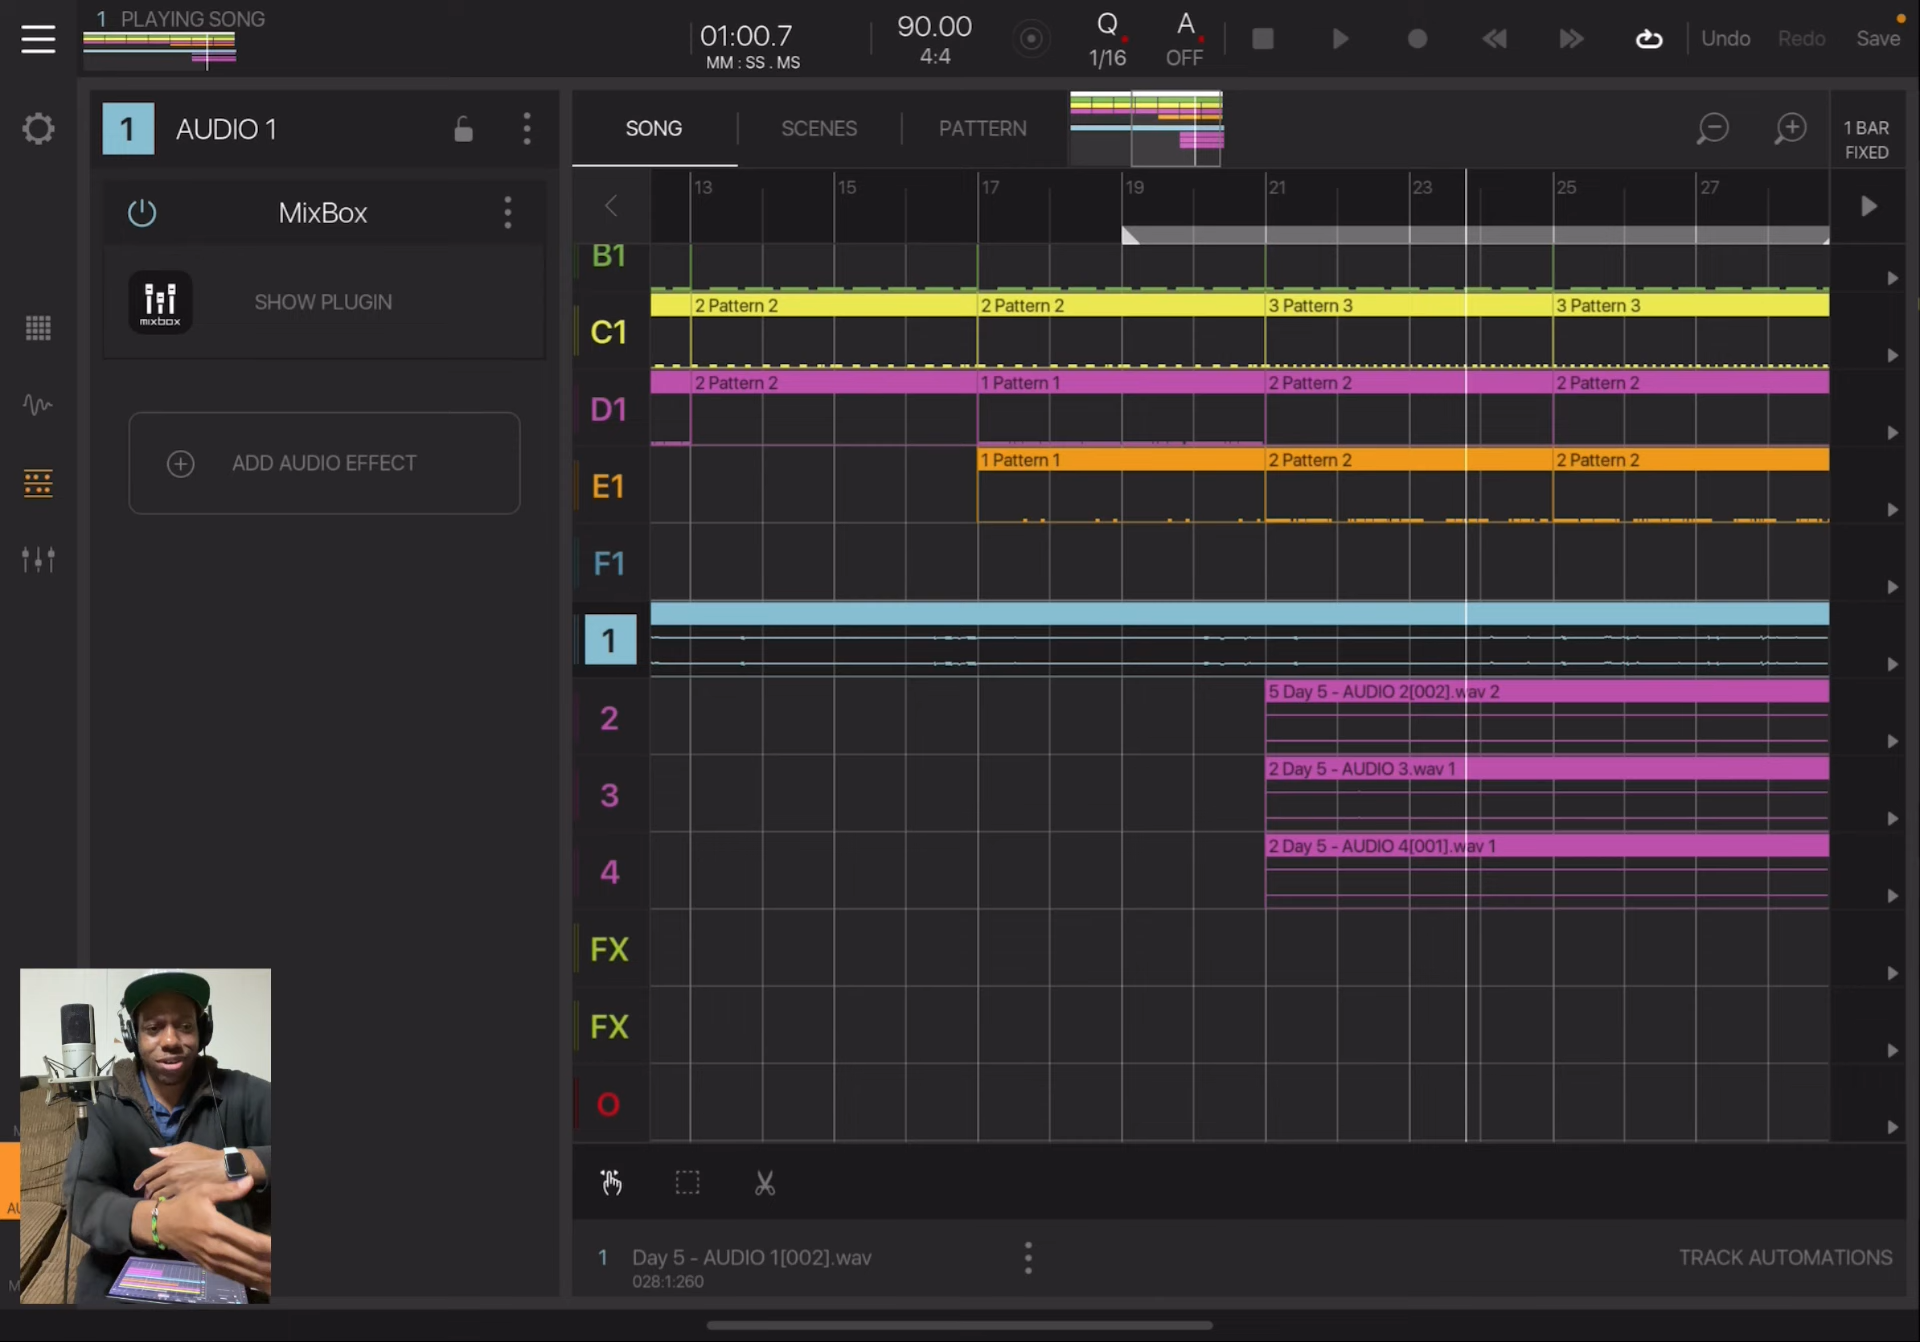 1 PLAYING SONG
01:00.7
MM : SS . MS
90.00
4:4
Q
1/16
A
OFF
Undo
Redo
Save
1
AUDIO 1
SONG
SCENES
PATTERN
1 BAR
FIXED
MixBox
mixbox
SHOW PLUGIN
ADD AUDIO EFFECT
13
15
17
19
21
23
25
27
B1
C1
2 Pattern 2
2 Pattern 2
3 Pattern 3
3 Pattern 3
D1
2 Pattern 2
1 Pattern 1
2 Pattern 2
2 Pattern 2
E1
1 Pattern 1
2 Pattern 2
2 Pattern 2
F1
1
2
5 Day 5 - AUDIO 2[002].wav 2
3
2 Day 5 - AUDIO 3.wav 1
4
2 Day 5 - AUDIO 4[001].wav 1
FX
FX
O
1 Day 5 - AUDIO 1[002].wav
028:1:260
TRACK AUTOMATIONS